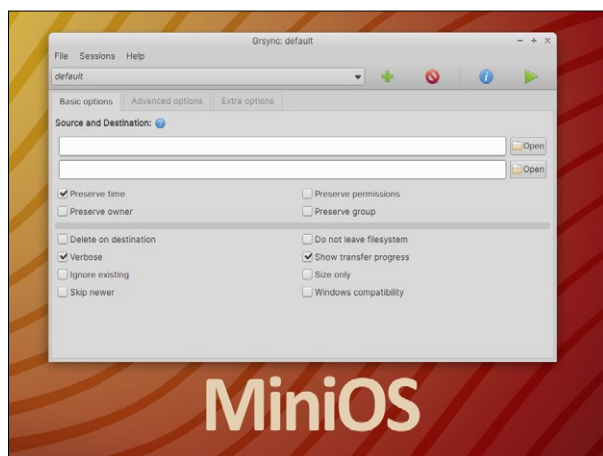 Grsync: default
File Sessions Help
default
Basic options Advanced options Extra options
Source and Destination:
Open
Open
Preserve time Preserve permissions
Preserve owner Preserve group
Delete on destination Do not leave filesystem
Verbose Show transfer progress
Ignore existing Size only
Skip newer Windows compatibility
MiniOS